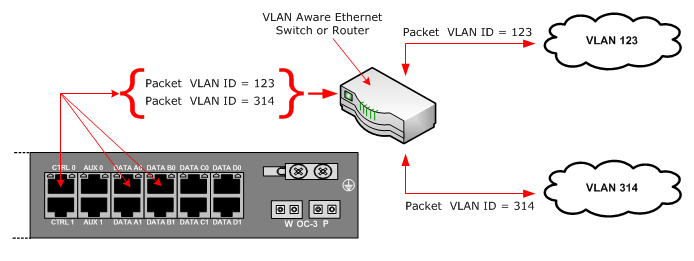 VLAN Aware Ethernet
Switch or Router
Packet VLAN ID = 123
VLAN 123
Packet VLAN ID = 123
Packet VLAN ID = 314
CTRL 0 AUX 0 DATA A0 DATA B0 DATA C0 DATA D0
CTRL 1 AUX 1 DATA A1 DATA B1 DATA C1 DATA D1
W OC-3 P
VLAN 314
Packet VLAN ID = 314